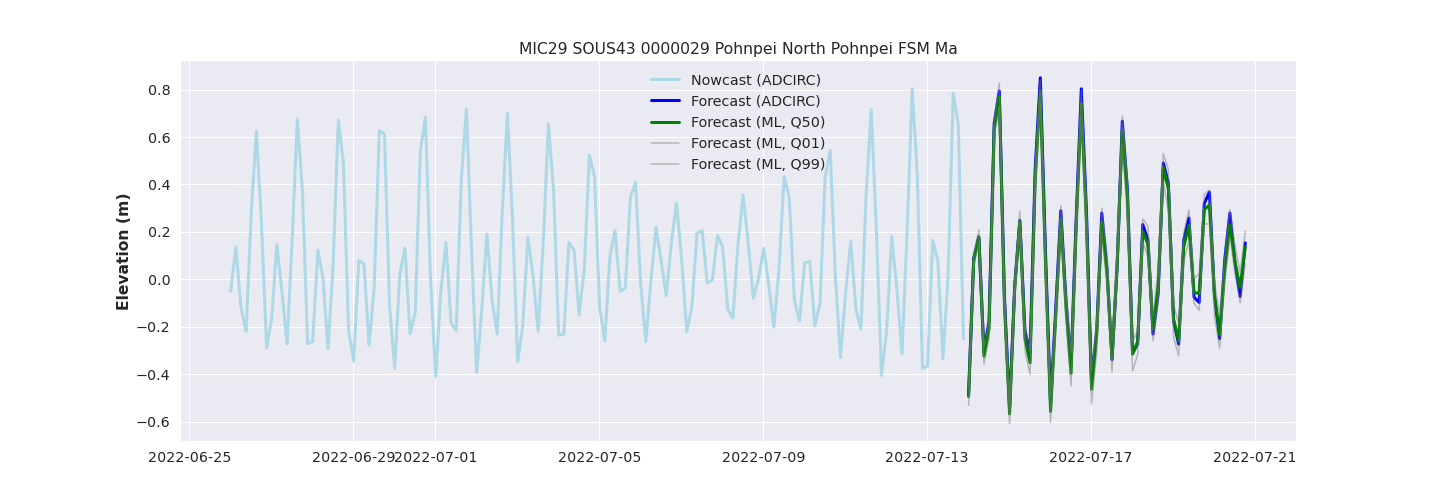 MIC29 SOUS43 0000029 Pohnpei North Pohnpei FSM Ma
Nowcast (ADCIRC)
Forecast (ADCIRC)
Forecast (ML, Q50)
Forecast (ML, Q01)
Forecast (ML, Q99)
Elevation (m)
0.8
0.6
0.4
0.2
0.0
−0.2
−0.4
−0.6
2022-06-25 2022-06-29 2022-07-01 2022-07-05 2022-07-09 2022-07-13 2022-07-17 2022-07-21